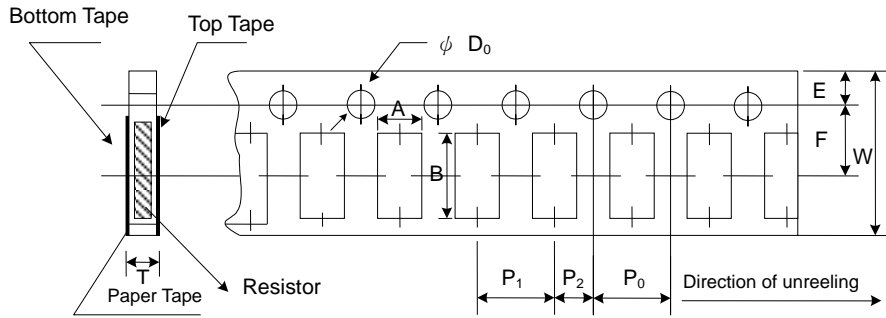 Bottom Tape
Top Tape
ψ D₀
E
A
F
W
B
T
Paper Tape
Resistor
P₁
P₂
P₀
Direction of unreeling